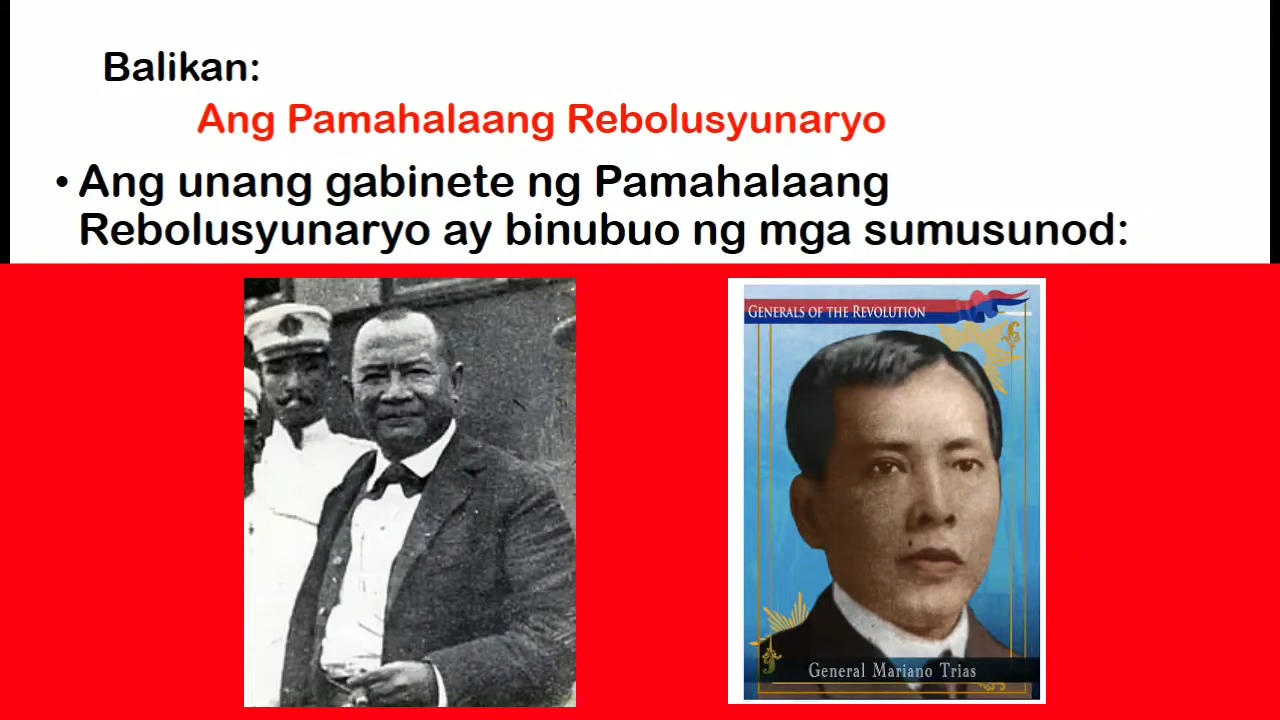 Balikan:
Ang Pamahalaang Rebolusyunaryo
• Ang unang gabinete ng Pamahalaang
Rebolusyunaryo ay binubuo ng mga sumusunod:
GENERALS OF THE REVOLUTION
General Mariano Trias